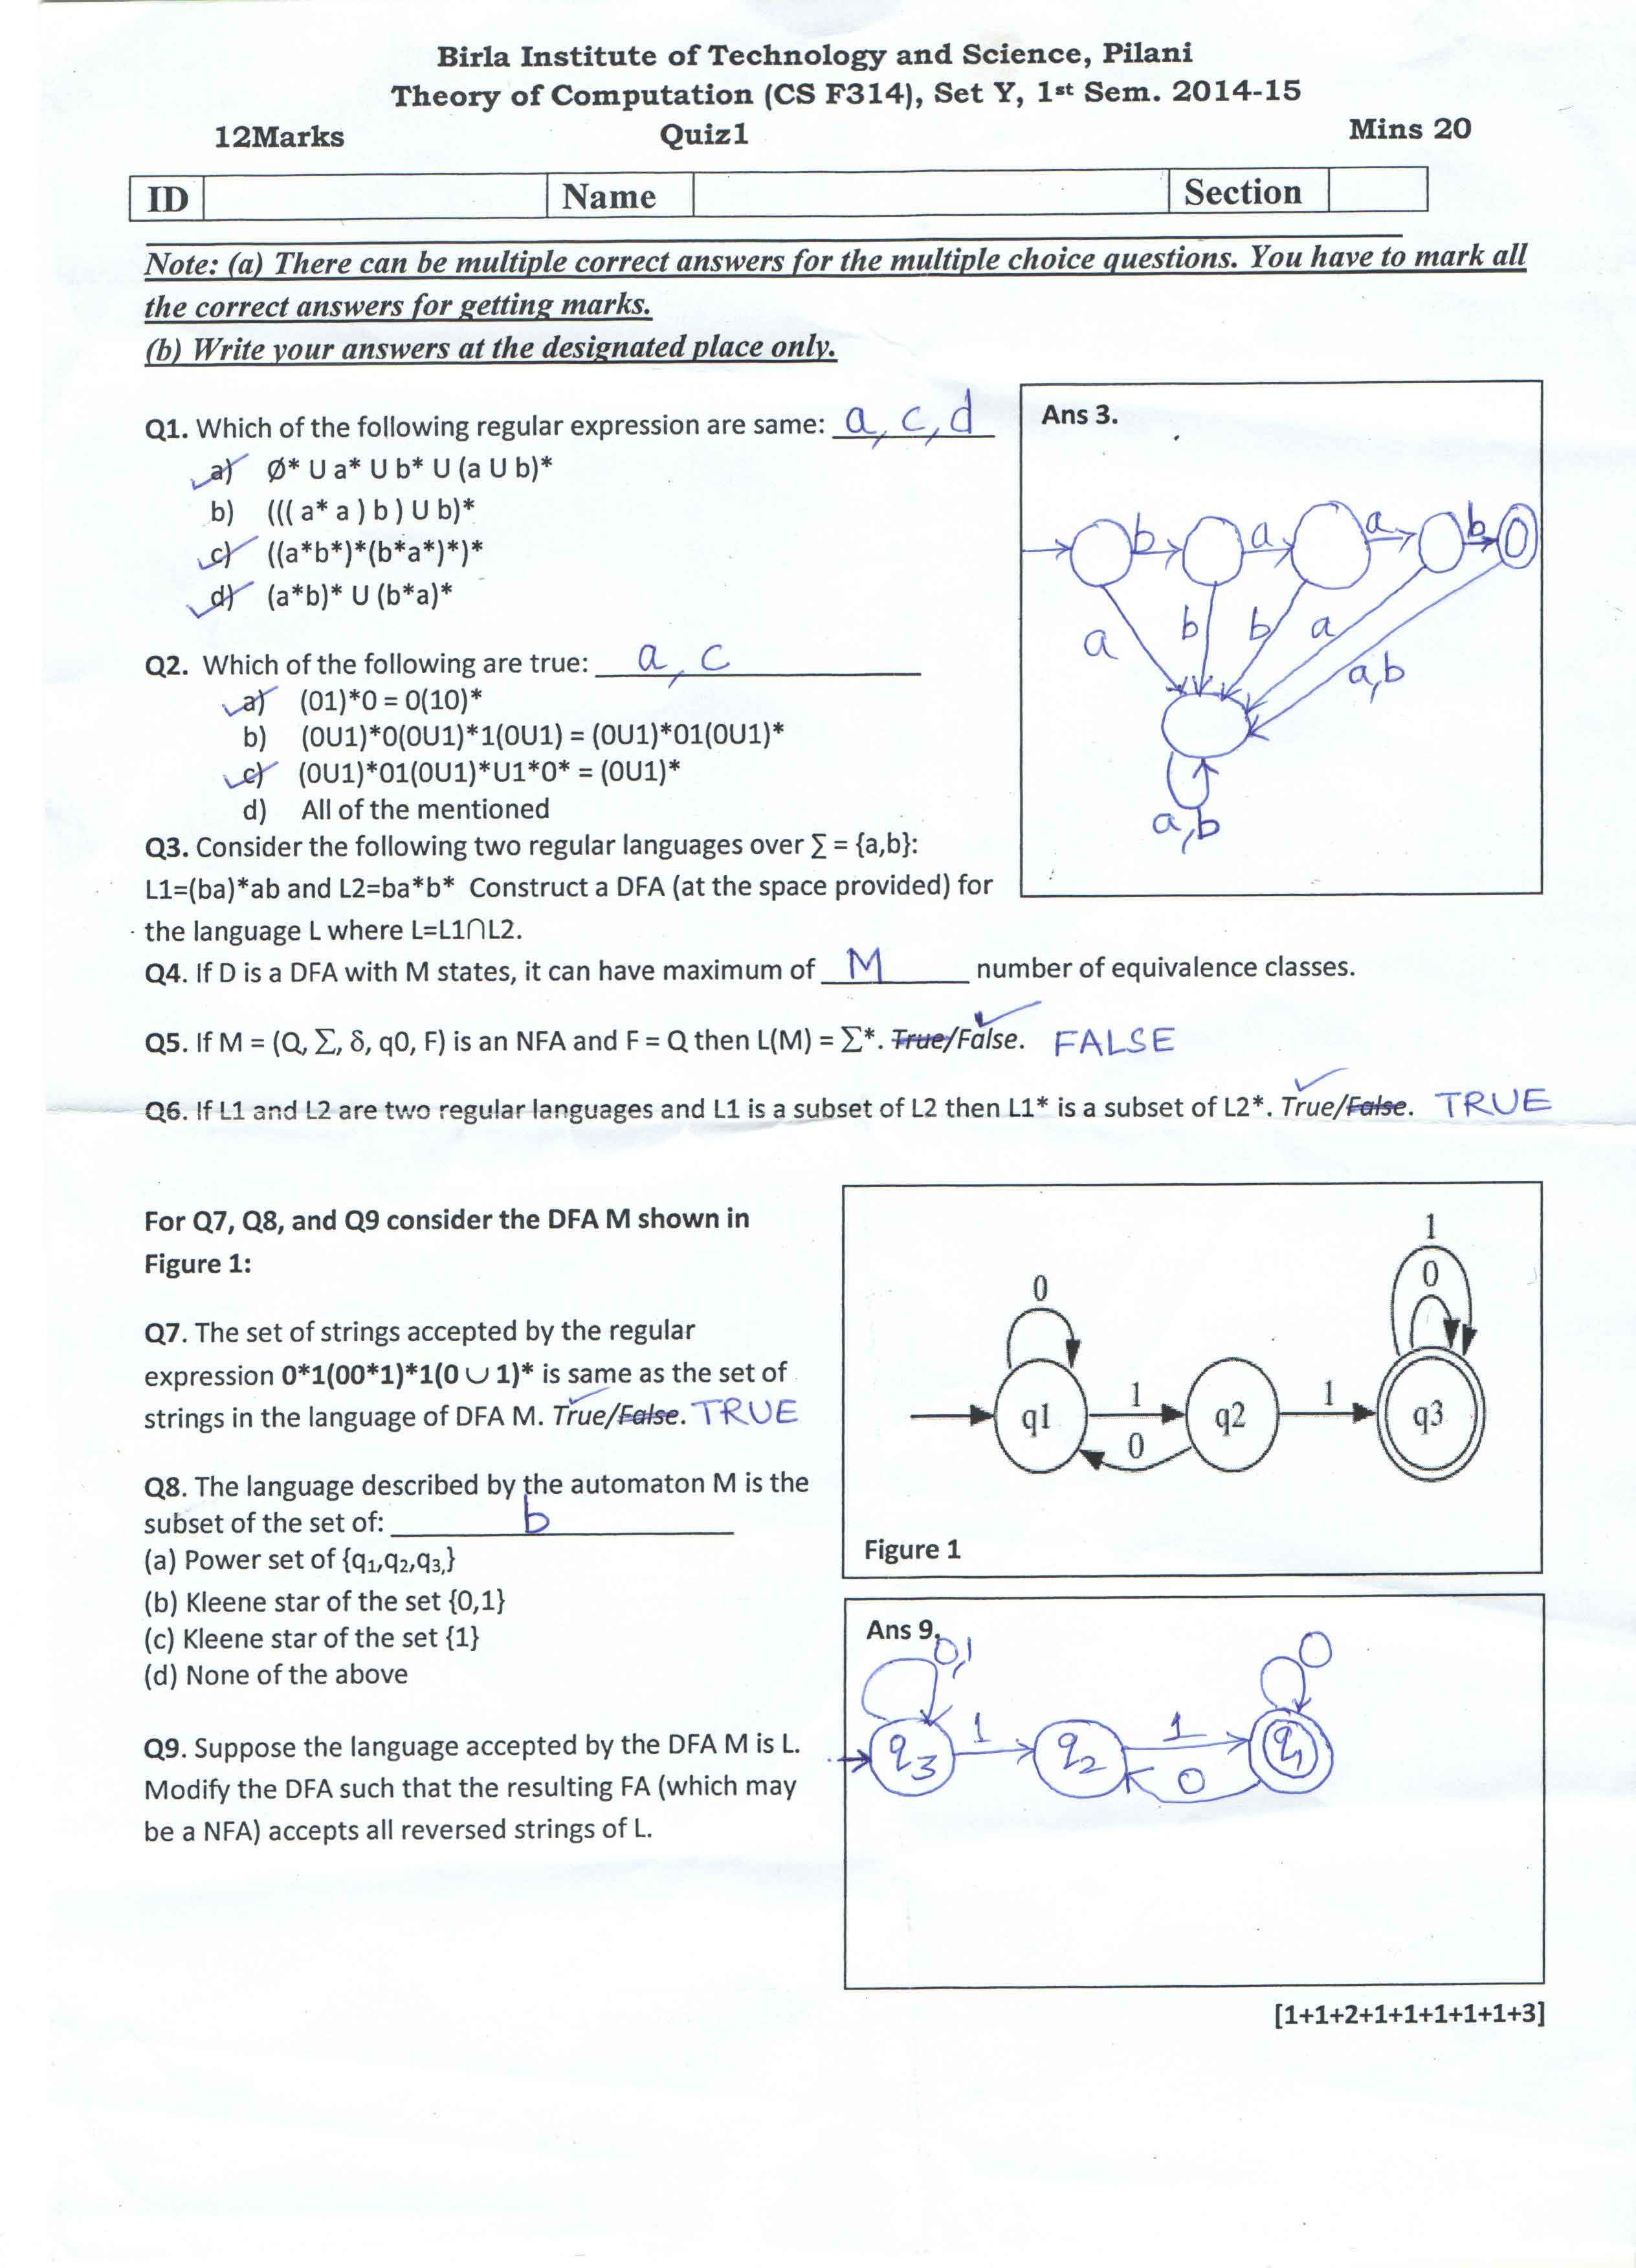 Birla Institute of Technology and Science, Pilani
Theory of Computation (CS F314), Set Y, 1st Sem. 2014-15
12Marks Quiz1 Mins 20
ID Name Section
Note: (a) There can be multiple correct answers for the multiple choice questions. You have to mark all
the correct answers for getting marks.
(b) Write your answers at the designated place only.
Q1. Which of the following regular expression are same: a, c, d
a) Ø* U a* U b* U (a U b)*
b) ((( a* a ) b ) U b)*
c) ((a*b*)*(b*a*)*)*
d) (a*b)* U (b*a)*
Q2. Which of the following are true: a, c
a) (01)*0 = 0(10)*
b) (0U1)*0(0U1)*1(0U1) = (0U1)*01(0U1)*
c) (0U1)*01(0U1)*U1*0* = (0U1)*
d) All of the mentioned
Q3. Consider the following two regular languages over ∑ = {a,b}:
L1=(ba)*ab and L2=ba*b* Construct a DFA (at the space provided) for
the language L where L=L1∩L2.
Ans 3.
b a a b
a b b a a,b
a,b
Q4. If D is a DFA with M states, it can have maximum of M number of equivalence classes.
Q5. If M = (Q, ∑, δ, q0, F) is an NFA and F = Q then L(M) = ∑*. True/False. FALSE
Q6. If L1 and L2 are two regular languages and L1 is a subset of L2 then L1* is a subset of L2*. True/False. TRUE
For Q7, Q8, and Q9 consider the DFA M shown in
Figure 1:
Q7. The set of strings accepted by the regular
expression 0*1(00*1)*1(0 ∪ 1)* is same as the set of
strings in the language of DFA M. True/False. TRUE
Q8. The language described by the automaton M is the
subset of the set of: b
(a) Power set of {q1,q2,q3,}
(b) Kleene star of the set {0,1}
(c) Kleene star of the set {1}
(d) None of the above
Q9. Suppose the language accepted by the DFA M is L.
Modify the DFA such that the resulting FA (which may
be a NFA) accepts all reversed strings of L.
1
0 0
q1 1 q2 1 q3
0
Figure 1
Ans 9.
0,1 0
q3 1 q2 1 q1
0
[1+1+2+1+1+1+1+1+3]